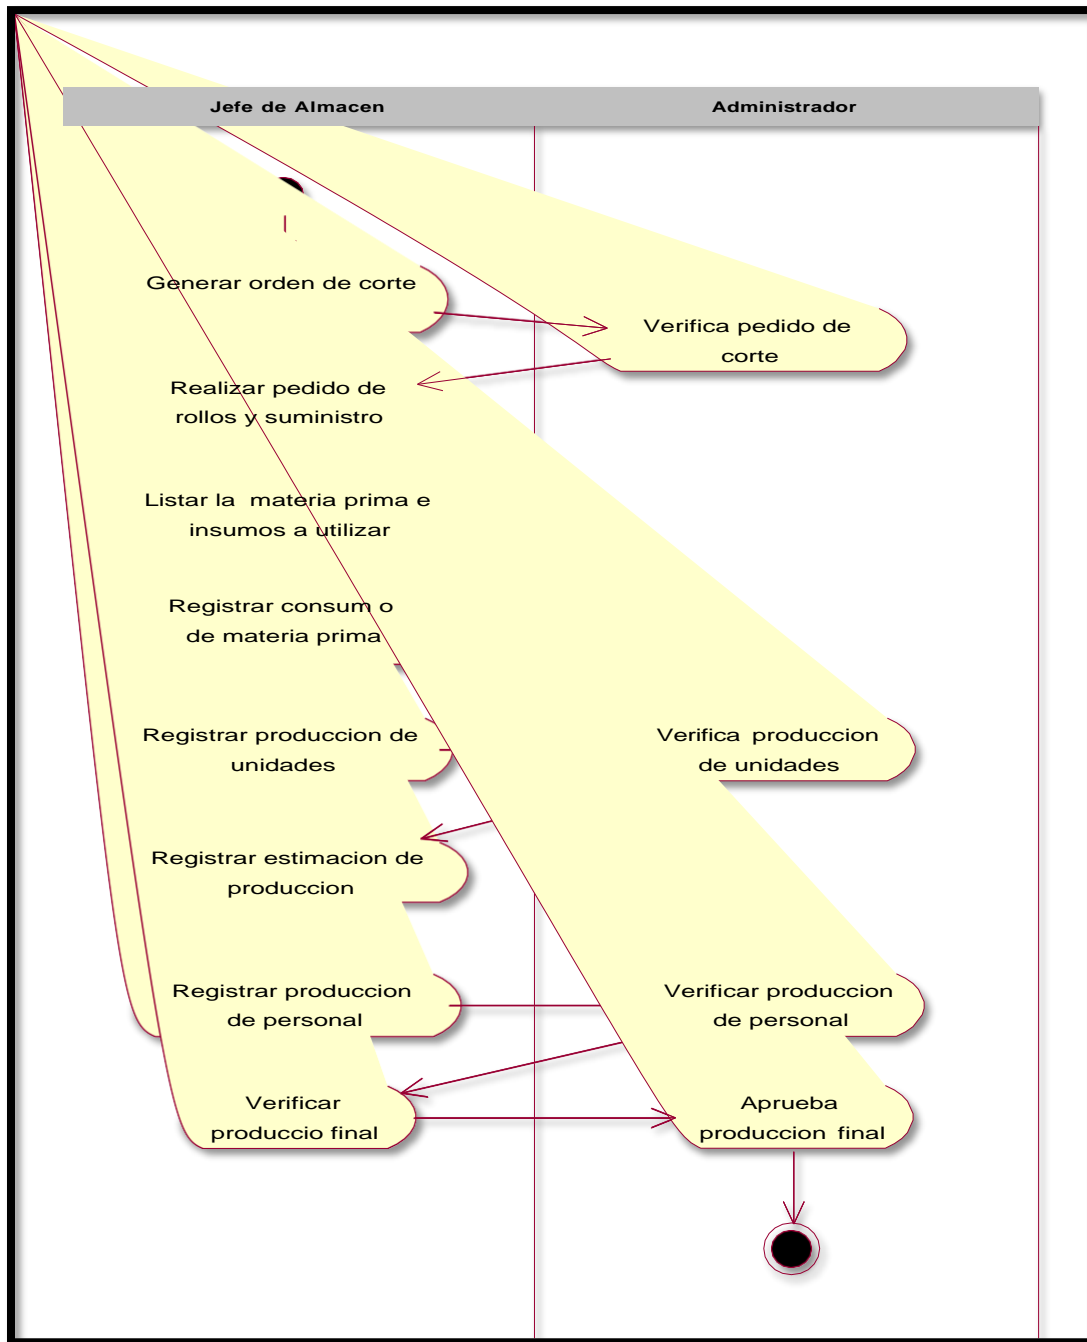 Jefe de Almacen
Administrador
Generar orden de corte
Verifica pedido de
corte
Realizar pedido de
rollos y suministro
Listar la  materia prima e
insumos a utilizar
Registrar consum o
de materia prima
Registrar produccion de
unidades
Verifica  produccion
de unidades
Registrar estimacion de
produccion
Registrar produccion
de personal
Verificar produccion
de personal
Verificar
produccio final
Aprueba
produccion final